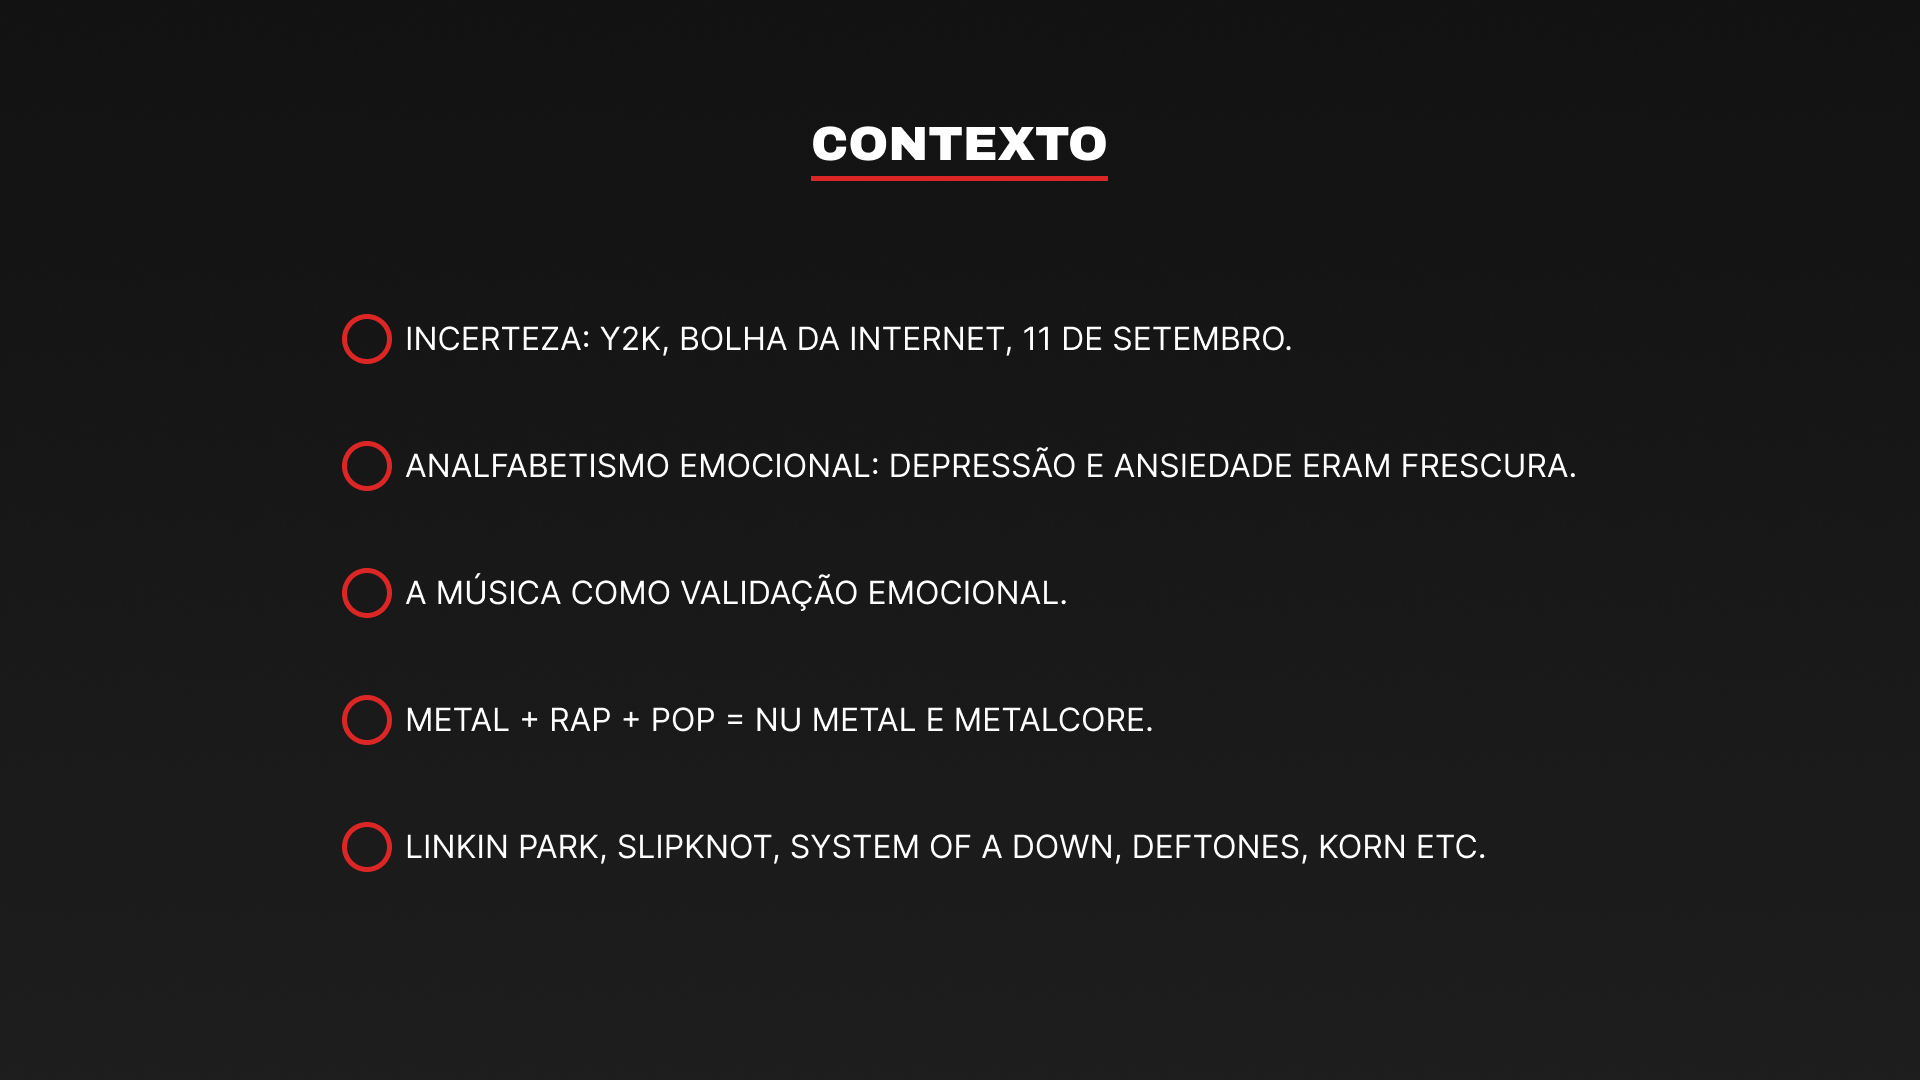 CONTEXTO
INCERTEZA: Y2K, BOLHA DA INTERNET, 11 DE SETEMBRO.
ANALFABETISMO EMOCIONAL: DEPRESSÃO E ANSIEDADE ERAM FRESCURA.
A MÚSICA COMO VALIDAÇÃO EMOCIONAL.
METAL + RAP + POP = NU METAL E METALCORE.
LINKIN PARK, SLIPKNOT, SYSTEM OF A DOWN, DEFTONES, KORN ETC.